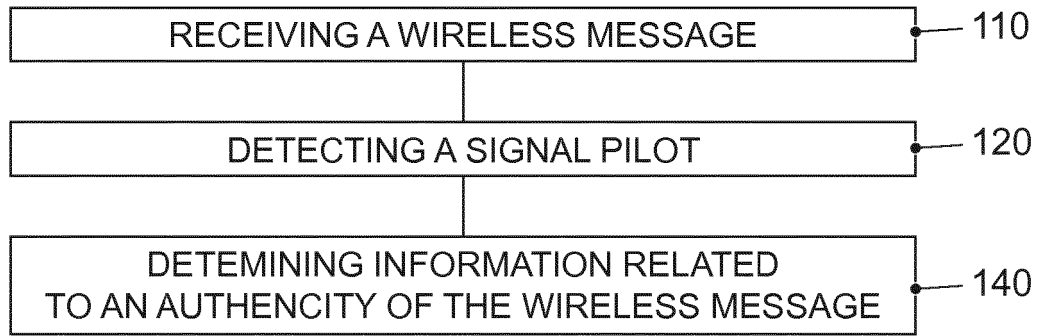 RECEIVING A WIRELESS MESSAGE
110
DETECTING A SIGNAL PILOT
120
DETEMINING INFORMATION RELATED
TO AN AUTHENCITY OF THE WIRELESS MESSAGE
140